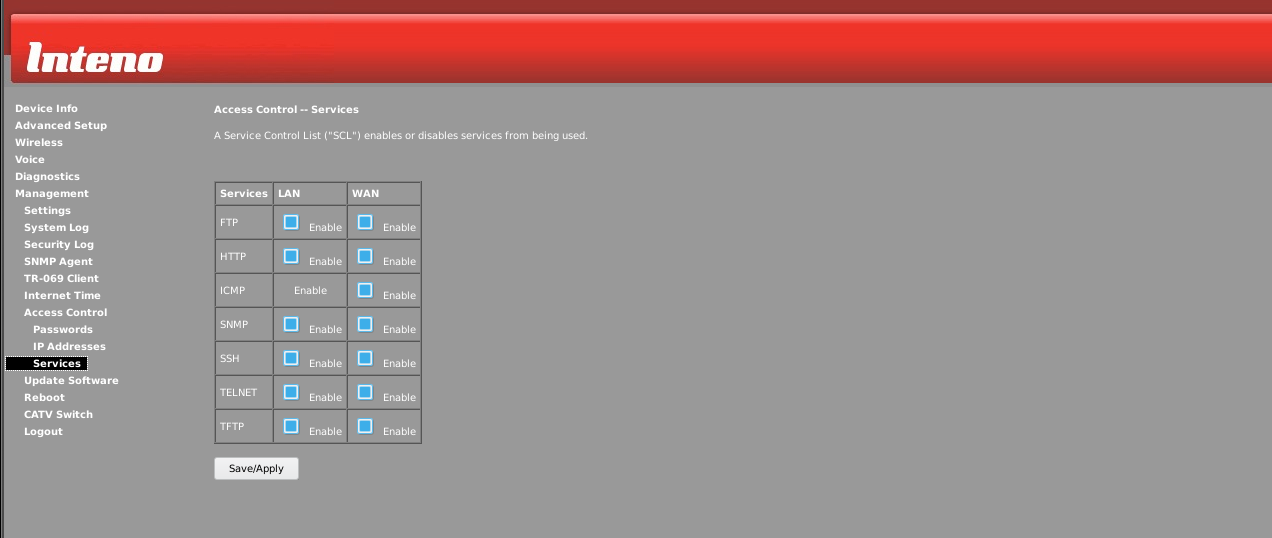 Inteno
Device Info
Advanced Setup
Wireless
Voice
Diagnostics
Management
Settings
System Log
Security Log
SNMP Agent
TR-069 Client
Internet Time
Access Control
Passwords
IP Addresses
Services
Update Software
Reboot
CATV Switch
Logout
Access Control -- Services
A Service Control List ("SCL") enables or disables services from being used.
Services LAN WAN
FTP Enable Enable
HTTP Enable Enable
ICMP Enable Enable
SNMP Enable Enable
SSH Enable Enable
TELNET Enable Enable
TFTP Enable Enable
Save/Apply